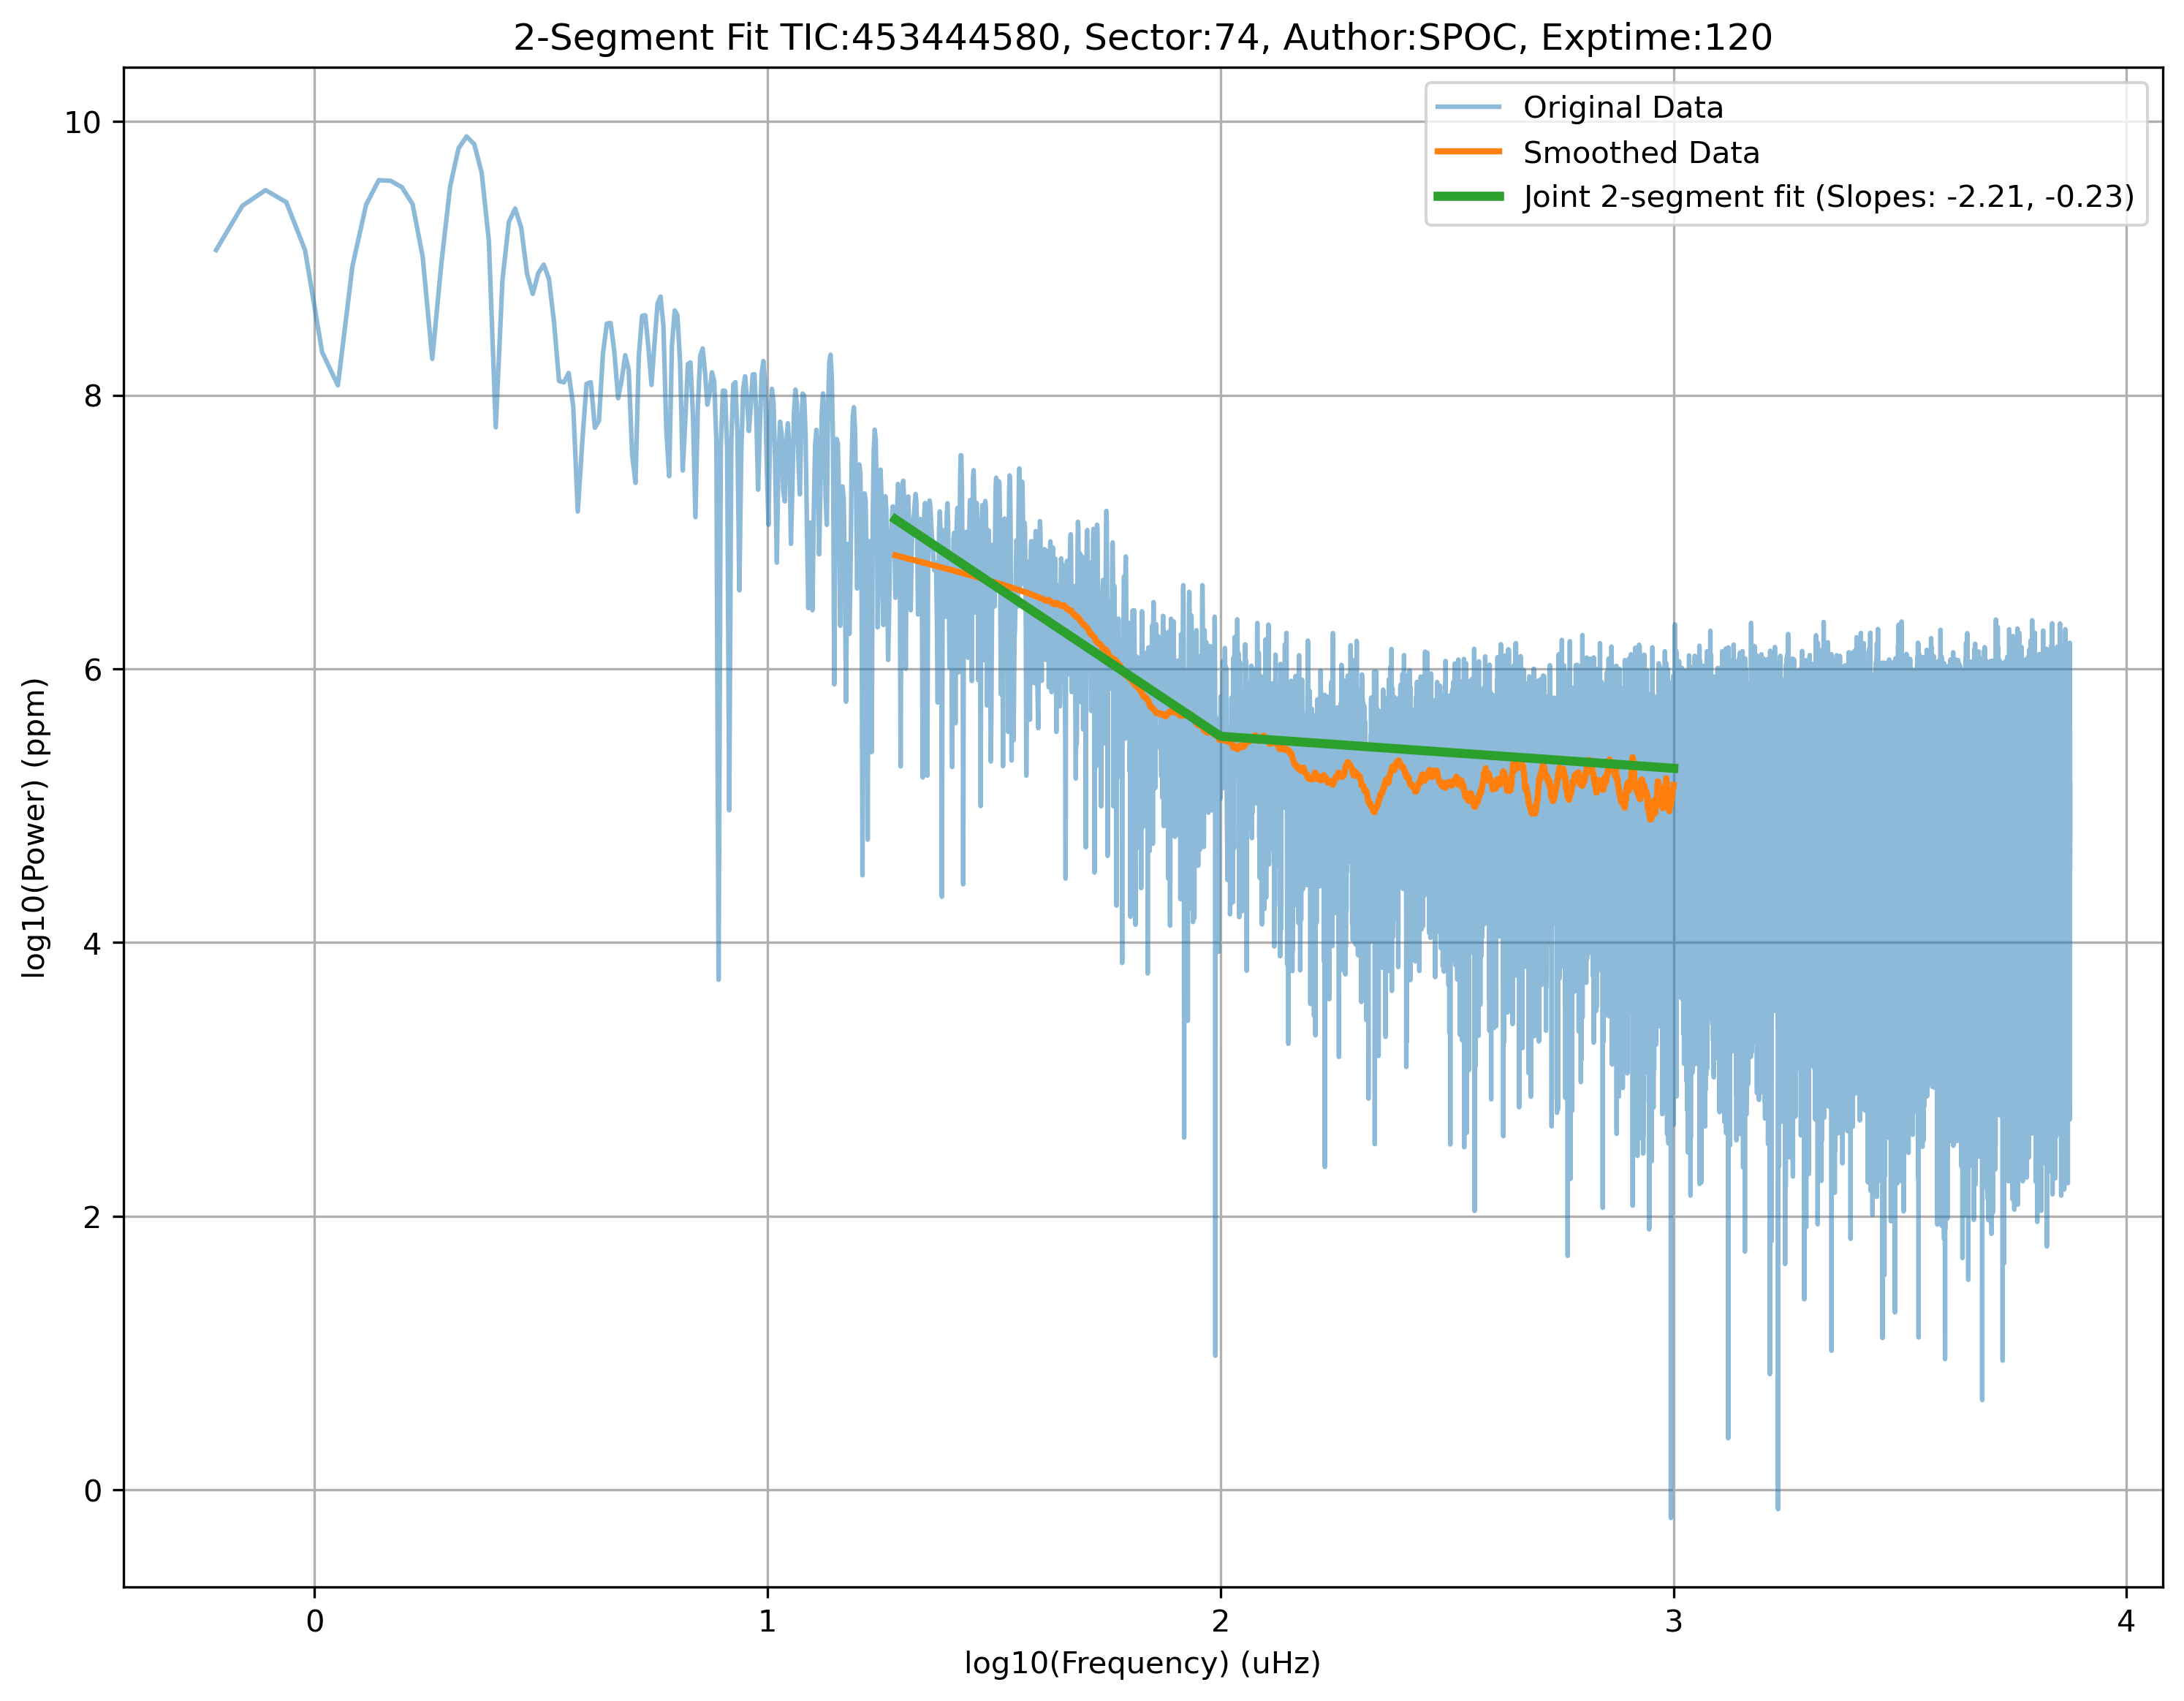 2-Segment Fit TIC:453444580, Sector:74, Author:SPOC, Exptime:120
Original Data
Smoothed Data
Joint 2-segment fit (Slopes: -2.21, -0.23)
log10(Power) (ppm)
10
8
6
4
2
0
0 1 2 3 4
log10(Frequency) (uHz)